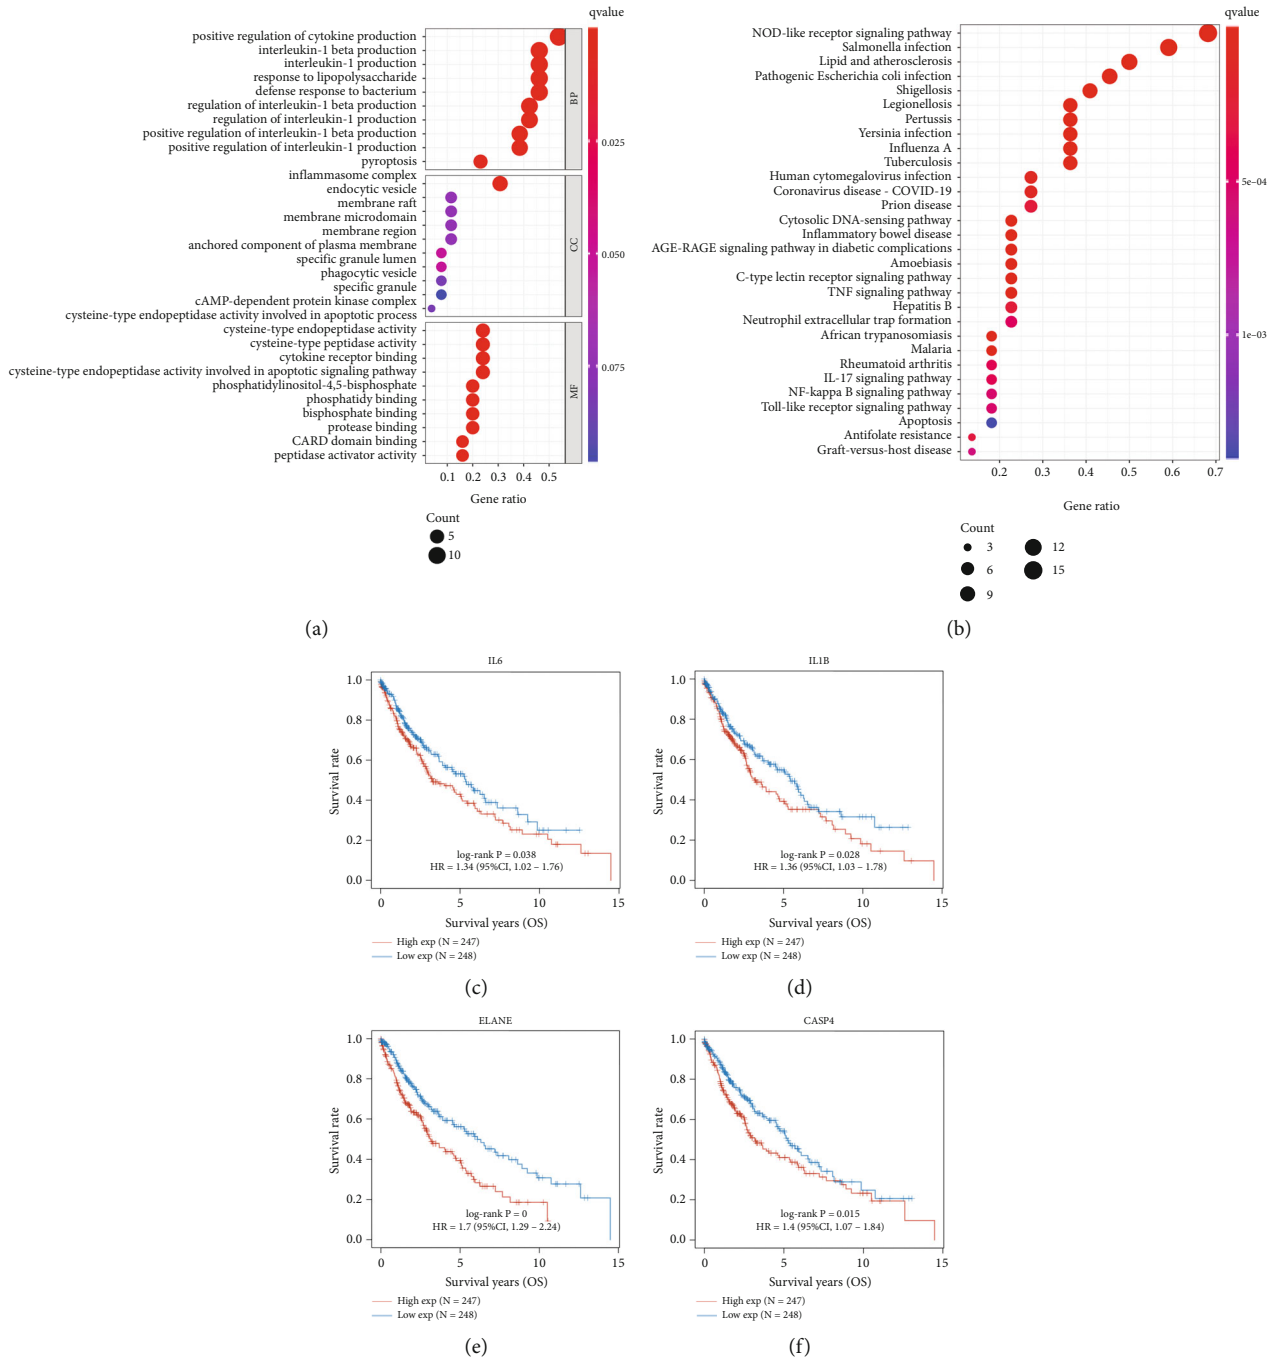 qvalue
positive regulation of cytokine production
interleukin-1 beta production
interleukin-1 production
response to lipopolysaccharide
defense response to bacterium
regulation of interleukin-1 beta production
regulation of interleukin-1 production
positive regulation of interleukin-1 beta production
positive regulation of interleukin-1 production
pyroptosis
inflammasome complex
endocytic vesicle
membrane raft
membrane microdomain
membrane region
anchored component of plasma membrane
specific granule lumen
phagocytic vesicle
specific granule
cAMP-dependent protein kinase complex
cysteine-type endopeptidase activity involved in apoptotic process
cysteine-type endopeptidase activity
cysteine-type peptidase activity
cytokine receptor binding
cysteine-type endopeptidase activity involved in apoptotic signaling pathway
phosphatidylinositol-4,5-bisphosphate
phosphatidy binding
bisphosphate binding
protease binding
CARD domain binding
peptidase activator activity
BP
CC
MF
0.025
0.050
0.075
0.1 0.2 0.3 0.4 0.5
Gene ratio
Count
5
10
(a)
qvalue
NOD-like receptor signaling pathway
Salmonella infection
Lipid and atherosclerosis
Pathogenic Escherichia coli infection
Shigellosis
Legionellosis
Pertussis
Yersinia infection
Influenza A
Tuberculosis
Human cytomegalovirus infection
Coronavirus disease - COVID-19
Prion disease
Cytosolic DNA-sensing pathway
Inflammatory bowel disease
AGE-RAGE signaling pathway in diabetic complications
Amoebiasis
C-type lectin receptor signaling pathway
TNF signaling pathway
Hepatitis B
Neutrophil extracellular trap formation
African trypanosomiasis
Malaria
Rheumatoid arthritis
IL-17 signaling pathway
NF-kappa B signaling pathway
Toll-like receptor signaling pathway
Apoptosis
Antifolate resistance
Graft-versus-host disease
5e-04
1e-03
0.2 0.3 0.4 0.5 0.6 0.7
Gene ratio
Count
3 12
6 15
9
(b)
IL6
Survival rate
1.0
0.8
0.6
0.4
0.2
0.0
log-rank P = 0.038
HR = 1.34 (95%CI, 1.02 – 1.76)
0 5 10 15
Survival years (OS)
High exp (N = 247)
Low exp (N = 248)
(c)
IL1B
Survival rate
1.0
0.8
0.6
0.4
0.2
0.0
log-rank P = 0.028
HR = 1.36 (95%CI, 1.03 – 1.78)
0 5 10 15
Survival years (OS)
High exp (N = 247)
Low exp (N = 248)
(d)
ELANE
Survival rate
1.0
0.8
0.6
0.4
0.2
0.0
log-rank P = 0
HR = 1.7 (95%CI, 1.29 – 2.24)
0 5 10 15
Survival years (OS)
High exp (N = 247)
Low exp (N = 248)
(e)
CASP4
Survival rate
1.0
0.8
0.6
0.4
0.2
0.0
log-rank P = 0.015
HR = 1.4 (95%CI, 1.07 – 1.84)
0 5 10 15
Survival years (OS)
High exp (N = 247)
Low exp (N = 248)
(f)